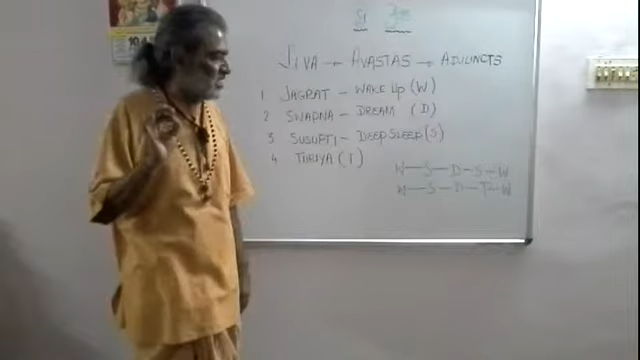 JIVA → AVASTAS → ADJUNCTS
1 JAGRAT - WAKE UP (W)
2 SWAPNA - DREAM (D)
3 SUSUPTI - DEEP SLEEP (S)
4 TURIYA (T)
W - S - D - S - W
W - S - D - T - W